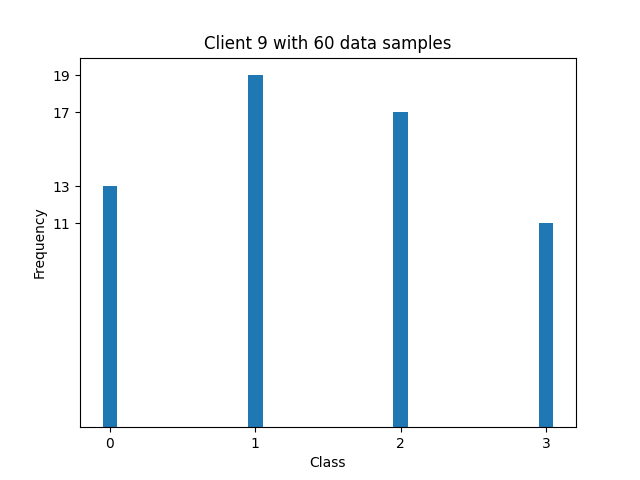 Client 9 with 60 data samples
19
17
13
11
Frequency
0 1 2 3
Class